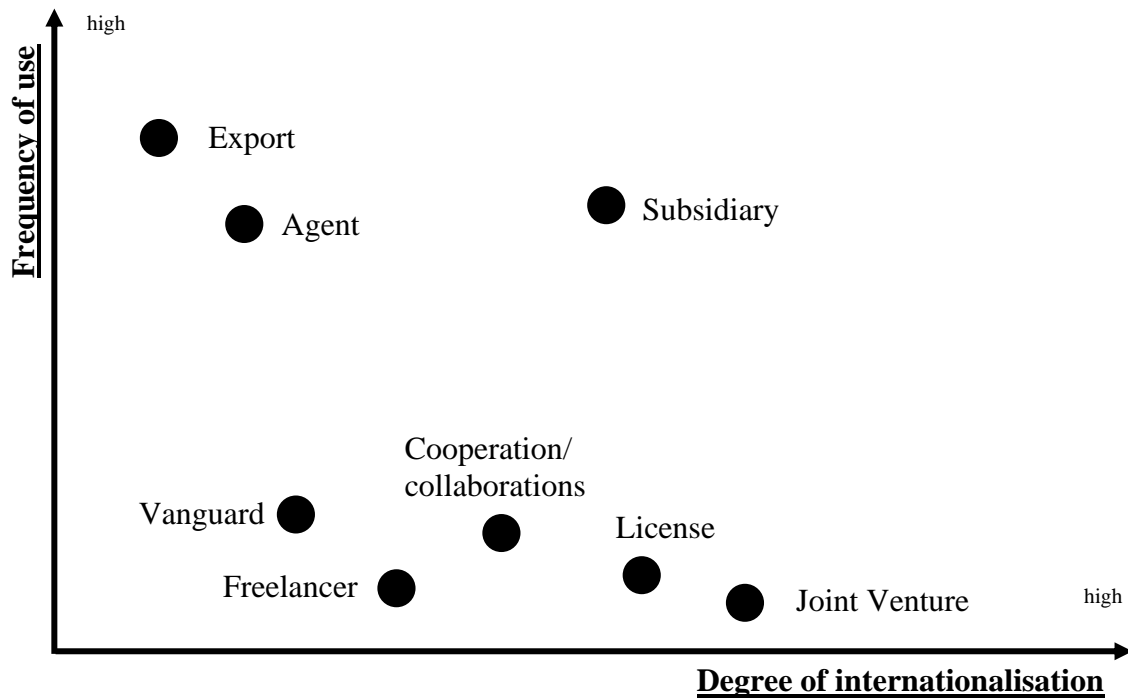 high
Frequency of use
Export
Agent
Subsidiary
Cooperation/
collaborations
Vanguard
License
Freelancer
Joint Venture
high
Degree of internationalisation